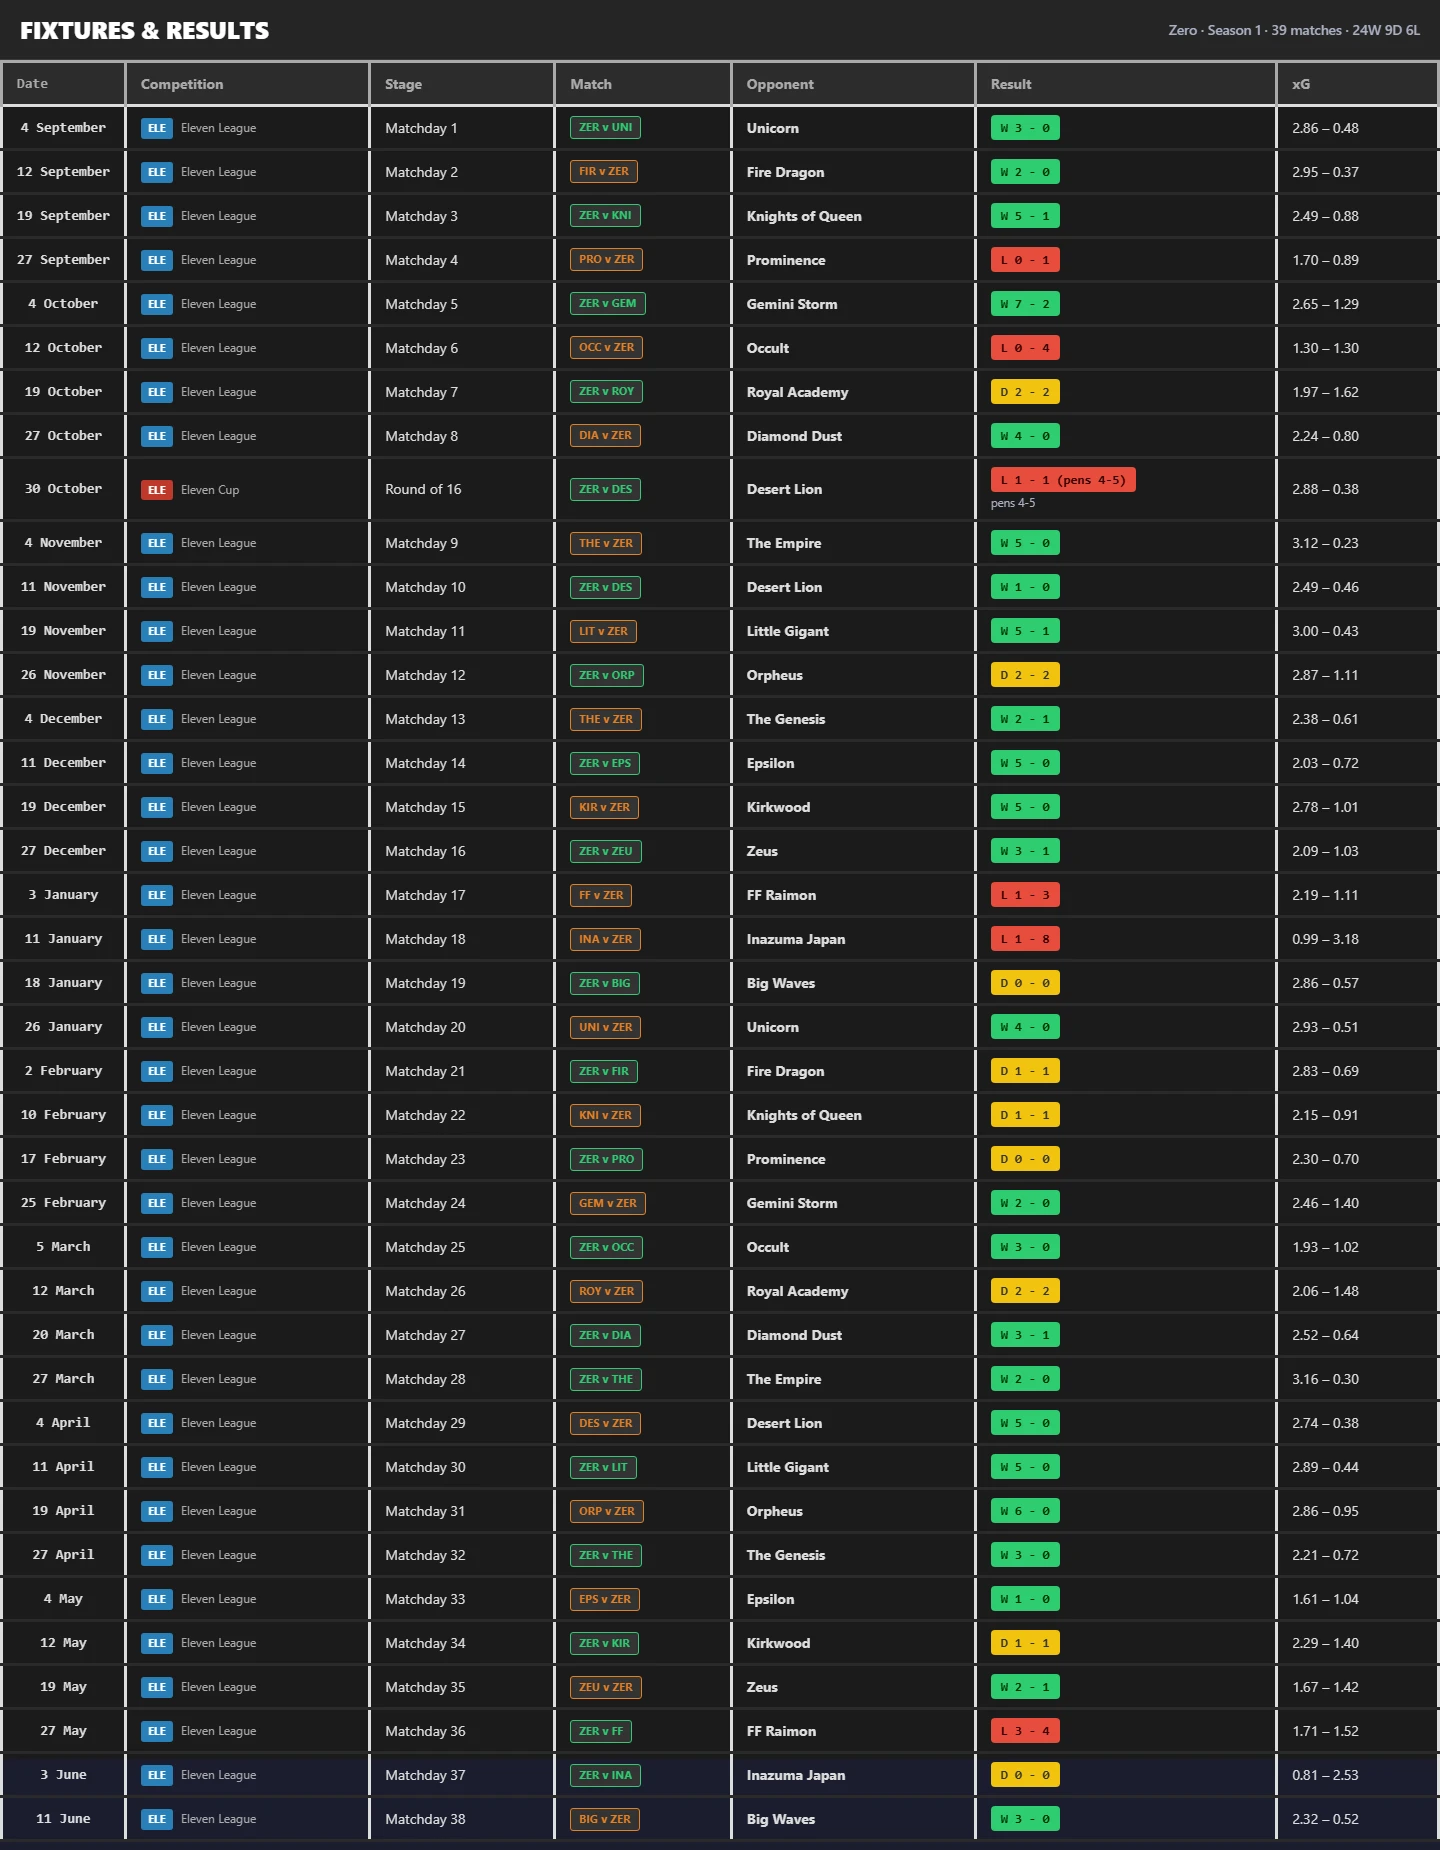 FIXTURES & RESULTS
Zero · Season 1 · 39 matches · 24W 9D 6L
Date Competition Stage Match Opponent Result xG
4 September ELE Eleven League Matchday 1 ZER v UNI Unicorn W 3 - 0 2.86 – 0.48
12 September ELE Eleven League Matchday 2 FIR v ZER Fire Dragon W 2 - 0 2.95 – 0.37
19 September ELE Eleven League Matchday 3 ZER v KNI Knights of Queen W 5 - 1 2.49 – 0.88
27 September ELE Eleven League Matchday 4 PRO v ZER Prominence L 0 - 1 1.70 – 0.89
4 October ELE Eleven League Matchday 5 ZER v GEM Gemini Storm W 7 - 2 2.65 – 1.29
12 October ELE Eleven League Matchday 6 OCC v ZER Occult L 0 - 4 1.30 – 1.30
19 October ELE Eleven League Matchday 7 ZER v ROY Royal Academy D 2 - 2 1.97 – 1.62
27 October ELE Eleven League Matchday 8 DIA v ZER Diamond Dust W 4 - 0 2.24 – 0.80
30 October ELE Eleven Cup Round of 16 ZER v DES Desert Lion L 1 - 1 (pens 4-5) 2.88 – 0.38
pens 4-5
4 November ELE Eleven League Matchday 9 THE v ZER The Empire W 5 - 0 3.12 – 0.23
11 November ELE Eleven League Matchday 10 ZER v DES Desert Lion W 1 - 0 2.49 – 0.46
19 November ELE Eleven League Matchday 11 LIT v ZER Little Gigant W 5 - 1 3.00 – 0.43
26 November ELE Eleven League Matchday 12 ZER v ORP Orpheus D 2 - 2 2.87 – 1.11
4 December ELE Eleven League Matchday 13 THE v ZER The Genesis W 2 - 1 2.38 – 0.61
11 December ELE Eleven League Matchday 14 ZER v EPS Epsilon W 5 - 0 2.03 – 0.72
19 December ELE Eleven League Matchday 15 KIR v ZER Kirkwood W 5 - 0 2.78 – 1.01
27 December ELE Eleven League Matchday 16 ZER v ZEU Zeus W 3 - 1 2.09 – 1.03
3 January ELE Eleven League Matchday 17 FF v ZER FF Raimon L 1 - 3 2.19 – 1.11
11 January ELE Eleven League Matchday 18 INA v ZER Inazuma Japan L 1 - 8 0.99 – 3.18
18 January ELE Eleven League Matchday 19 ZER v BIG Big Waves D 0 - 0 2.86 – 0.57
26 January ELE Eleven League Matchday 20 UNI v ZER Unicorn W 4 - 0 2.93 – 0.51
2 February ELE Eleven League Matchday 21 ZER v FIR Fire Dragon D 1 - 1 2.83 – 0.69
10 February ELE Eleven League Matchday 22 KNI v ZER Knights of Queen D 1 - 1 2.15 – 0.91
17 February ELE Eleven League Matchday 23 ZER v PRO Prominence D 0 - 0 2.30 – 0.70
25 February ELE Eleven League Matchday 24 GEM v ZER Gemini Storm W 2 - 0 2.46 – 1.40
5 March ELE Eleven League Matchday 25 ZER v OCC Occult W 3 - 0 1.93 – 1.02
12 March ELE Eleven League Matchday 26 ROY v ZER Royal Academy D 2 - 2 2.06 – 1.48
20 March ELE Eleven League Matchday 27 ZER v DIA Diamond Dust W 3 - 1 2.52 – 0.64
27 March ELE Eleven League Matchday 28 ZER v THE The Empire W 2 - 0 3.16 – 0.30
4 April ELE Eleven League Matchday 29 DES v ZER Desert Lion W 5 - 0 2.74 – 0.38
11 April ELE Eleven League Matchday 30 ZER v LIT Little Gigant W 5 - 0 2.89 – 0.44
19 April ELE Eleven League Matchday 31 ORP v ZER Orpheus W 6 - 0 2.86 – 0.95
27 April ELE Eleven League Matchday 32 ZER v THE The Genesis W 3 - 0 2.21 – 0.72
4 May ELE Eleven League Matchday 33 EPS v ZER Epsilon W 1 - 0 1.61 – 1.04
12 May ELE Eleven League Matchday 34 ZER v KIR Kirkwood D 1 - 1 2.29 – 1.40
19 May ELE Eleven League Matchday 35 ZEU v ZER Zeus W 2 - 1 1.67 – 1.42
27 May ELE Eleven League Matchday 36 ZER v FF FF Raimon L 3 - 4 1.71 – 1.52
3 June ELE Eleven League Matchday 37 ZER v INA Inazuma Japan D 0 - 0 0.81 – 2.53
11 June ELE Eleven League Matchday 38 BIG v ZER Big Waves W 3 - 0 2.32 – 0.52